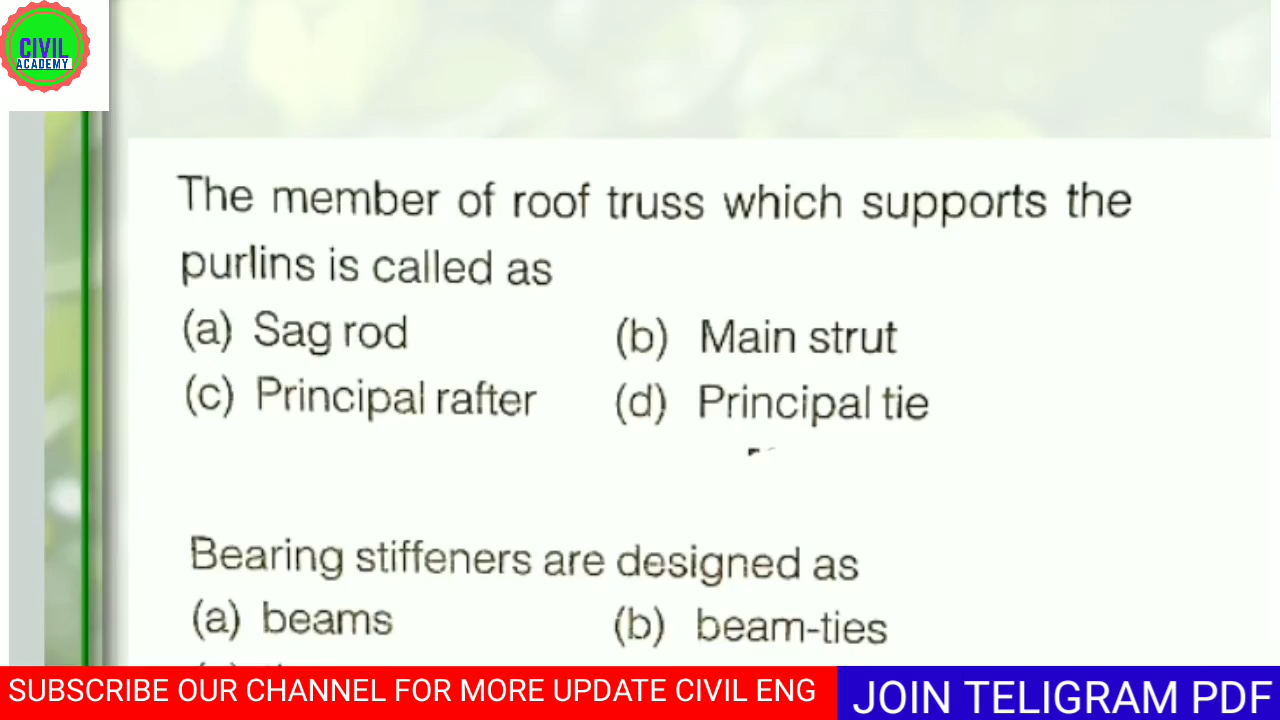 CIVIL
ACADEMY
The member of roof truss which supports the
purlins is called as
(a) Sag rod (b) Main strut
(c) Principal rafter (d) Principal tie
Bearing stiffeners are designed as
(a) beams (b) beam-ties
SUBSCRIBE OUR CHANNEL FOR MORE UPDATE CIVIL ENG
JOIN TELIGRAM PDF